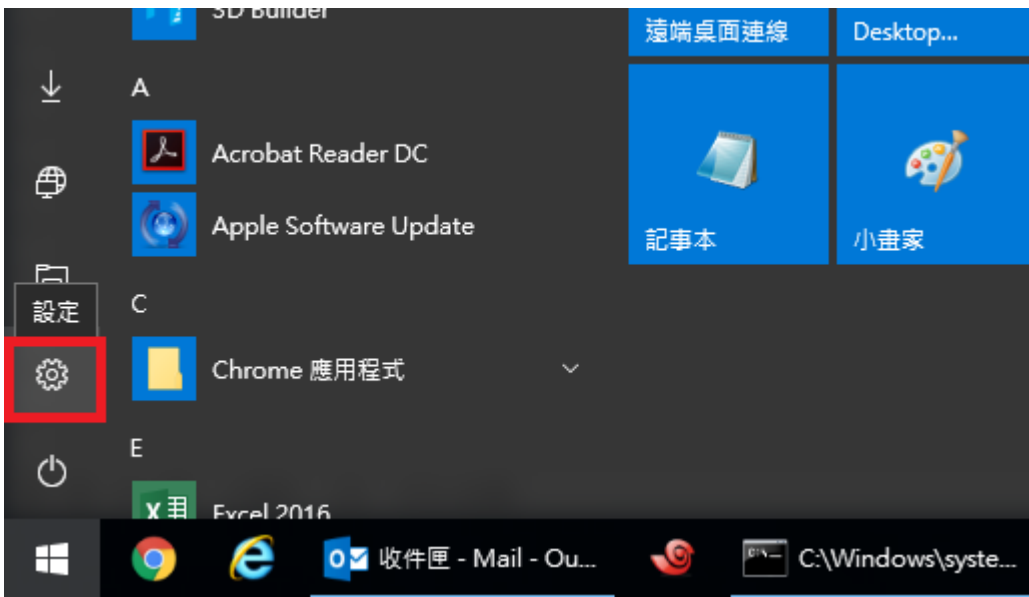 3D Builder
遠端桌面連線
Desktop...
A
Acrobat Reader DC
Apple Software Update
記事本
小畫家
設定
C
Chrome 應用程式
E
Excel 2016
收件匣 - Mail - Ou...
C:\Windows\syste...